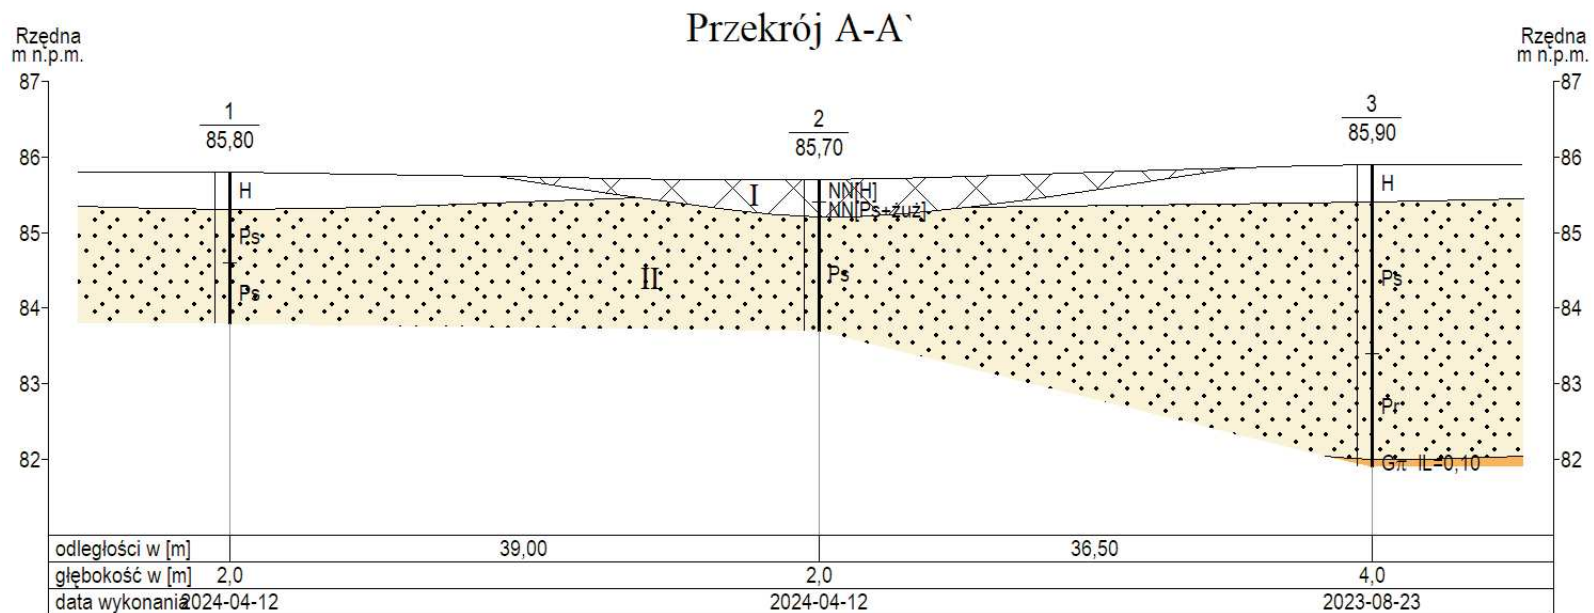 Przekrój A-A`
Rzędna
m n.p.m.
Rzędna
m n.p.m.
87
87
1
85,80
2
85,70
3
85,90
86
86
H
I
NN[H]
NN[Ps+żuż]
H
85
85
Ps
II
Ps
Ps
84
Ps
84
83
83
Pr
82
Gπ IL=0,10
82
odległości w [m] 39,00 36,50
głębokość w [m] 2,0 2,0 4,0
data wykonania 2024-04-12 2024-04-12 2023-08-23